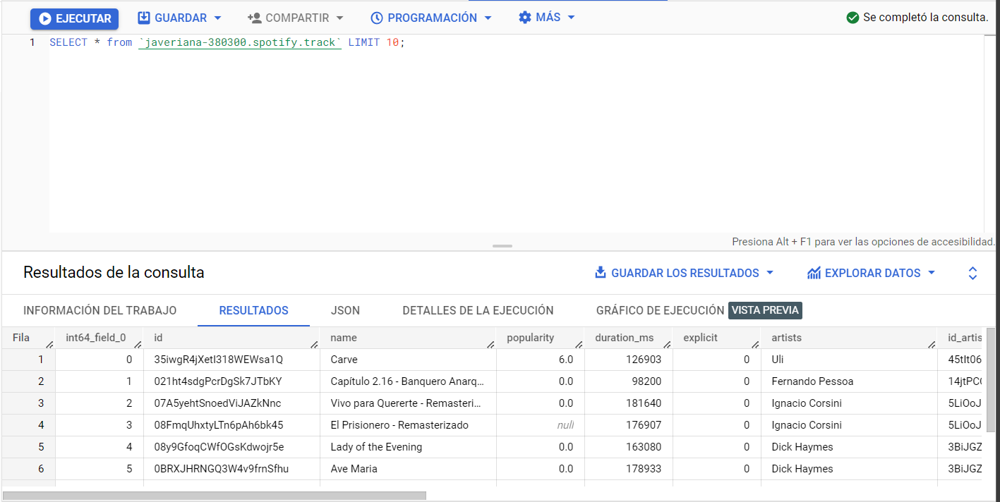 EJECUTAR GUARDAR COMPARTIR PROGRAMACIÓN MÁS Se completó la consulta.
1 SELECT * from `javeriana-380300.spotify.track` LIMIT 10;
Presiona Alt + F1 para ver las opciones de accesibilidad.
Resultados de la consulta GUARDAR LOS RESULTADOS EXPLORAR DATOS
INFORMACIÓN DEL TRABAJO RESULTADOS JSON DETALLES DE LA EJECUCIÓN GRÁFICO DE EJECUCIÓN VISTA PREVIA
Fila int64_field_0 id name popularity duration_ms explicit artists id_artis
1 0 35iwgR4jXetI318WEWsa1Q Carve 6.0 126903 0 Uli 45tIt06
2 1 021ht4sdgPcrDgSk7JTbKY Capítulo 2.16 - Banquero Anarq... 0.0 98200 0 Fernando Pessoa 14jtPC
3 2 07A5yehtSnoedViJAZkNnc Vivo para Quererte - Remasteri... 0.0 181640 0 Ignacio Corsini 5LiOoJ
4 3 08FmqUhxtyLTn6pAh6bk45 El Prisionero - Remasterizado null 176907 0 Ignacio Corsini 5LiOoJ
5 4 08y9GfoqCWfOGsKdwojr5e Lady of the Evening 0.0 163080 0 Dick Haymes 3BiJGZ
6 5 0BRXJHRNGQ3W4v9frnSfhu Ave Maria 0.0 178933 0 Dick Haymes 3BiJGZ